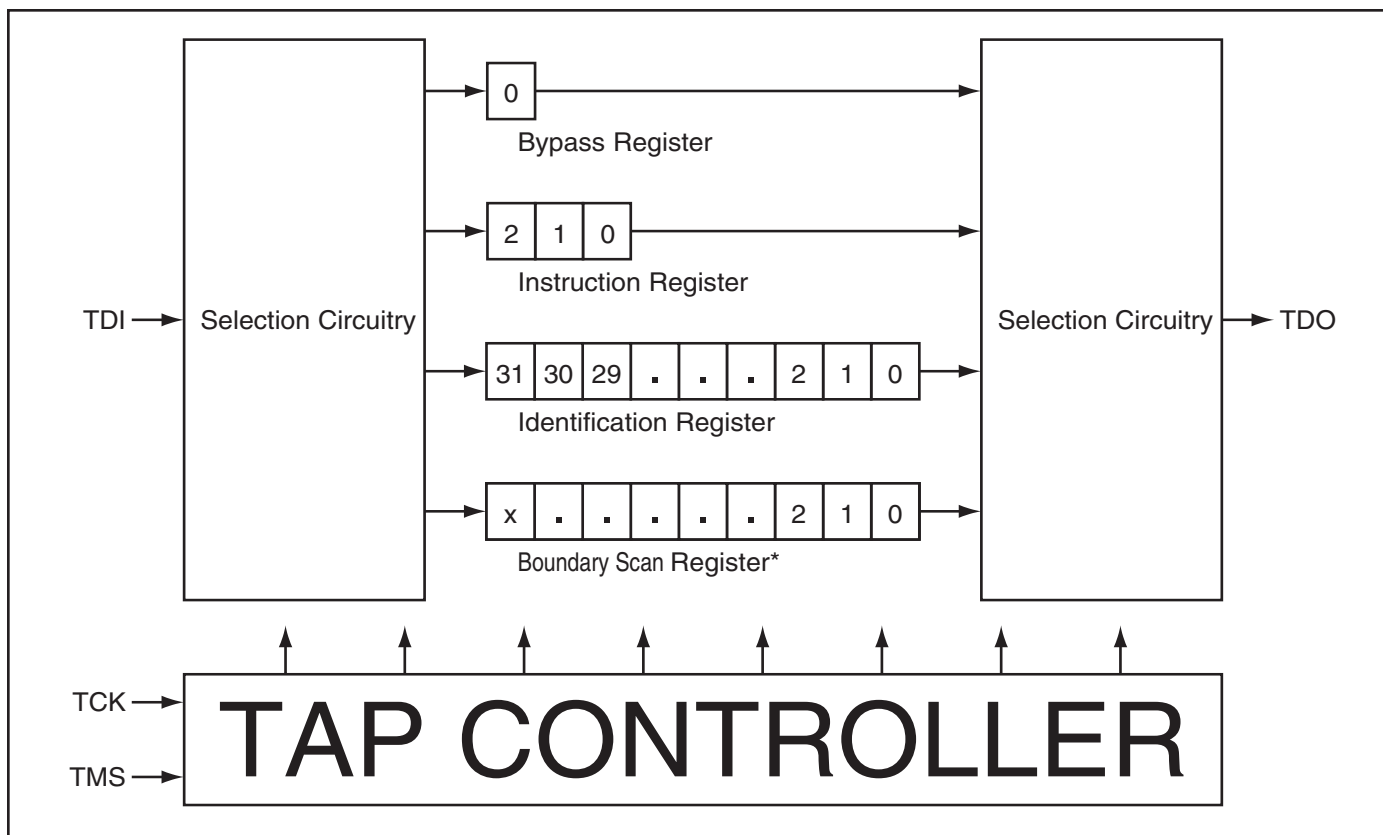 0
Bypass Register
2 1 0
Instruction Register
TDI
Selection Circuitry
Selection Circuitry
TDO
31 30 29 . . . 2 1 0
Identification Register
x . . . . . 2 1 0
Boundary Scan Register*
TCK
TMS
TAP CONTROLLER